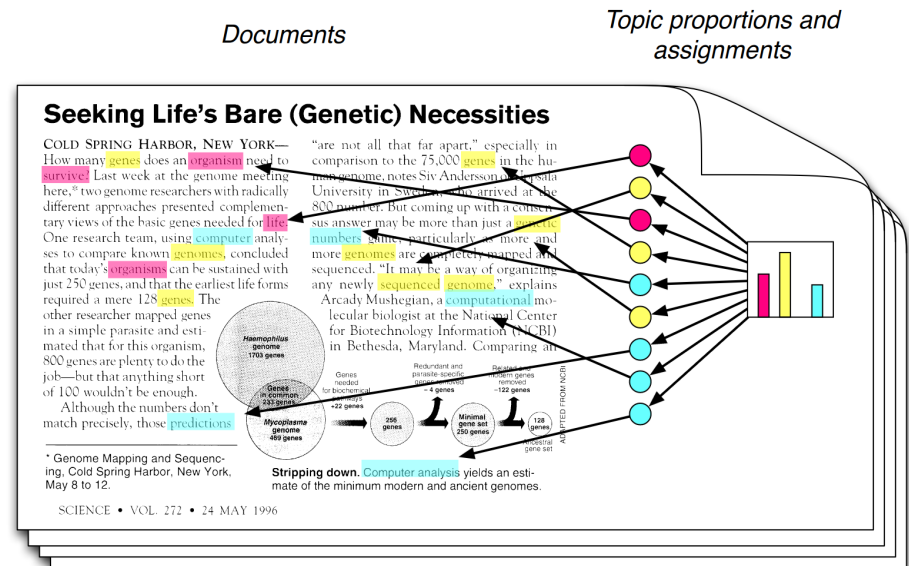 Documents
Topic proportions and
assignments
Seeking Life's Bare (Genetic) Necessities
COLD SPRING HARBOR, NEW YORK—
How many genes does an organism need to
survive? Last week at the genome meeting
here,* two genome researchers with radically
different approaches presented complemen-
tary views of the basic genes needed for life.
One research team, using computer analy-
ses to compare known genomes, concluded
that today's organisms can be sustained with
just 250 genes, and that the earliest life forms
required a mere 128 genes. The
other researcher mapped genes
in a simple parasite and esti-
mated that for this organism,
800 genes are plenty to do the
job—but that anything short
of 100 wouldn't be enough.
Although the numbers don't
match precisely, those predictions
* Genome Mapping and Sequenc-
ing, Cold Spring Harbor, New York,
May 8 to 12.
"are not all that far apart," especially in
comparison to the 75,000 genes in the hu-
man genome, notes Siv Andersson of Uppsala
University in Sweden, who arrived at the
800 number. But coming up with a consen-
sus answer may be more than just a genetic
numbers game, particularly as more and
more genomes are completely mapped and
sequenced. "It may be a way of organizing
any newly sequenced genome," explains
Arcady Mushegian, a computational mo-
lecular biologist at the National Center
for Biotechnology Information (NCBI)
in Bethesda, Maryland. Comparing an
Haemophilus
genome
1703 genes
Genes
in common
233 genes
Mycoplasma
genome
469 genes
Genes
needed
for biochemical
pathways
+22 genes
256
genes
Redundant and
parasite-specific
genes removed
– 4 genes
Minimal
gene set
250 genes
Related and
modern genes
removed
–122 genes
128
genes
Ancestral
gene set
ADAPTED FROM NCBI
Stripping down. Computer analysis yields an esti-
mate of the minimum modern and ancient genomes.
SCIENCE • VOL. 272 • 24 MAY 1996